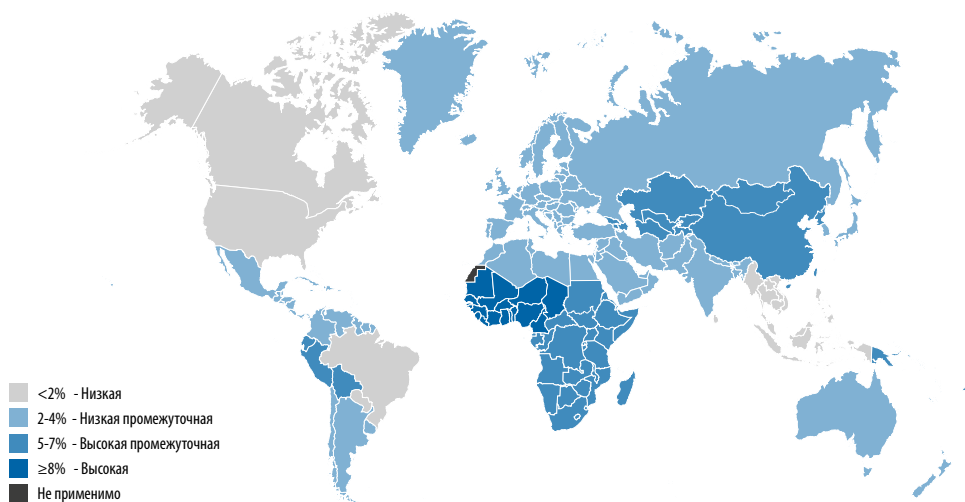 <2% - Низкая
2-4% - Низкая промежуточная
5-7% - Высокая промежуточная
≥8% - Высокая
Не применимо